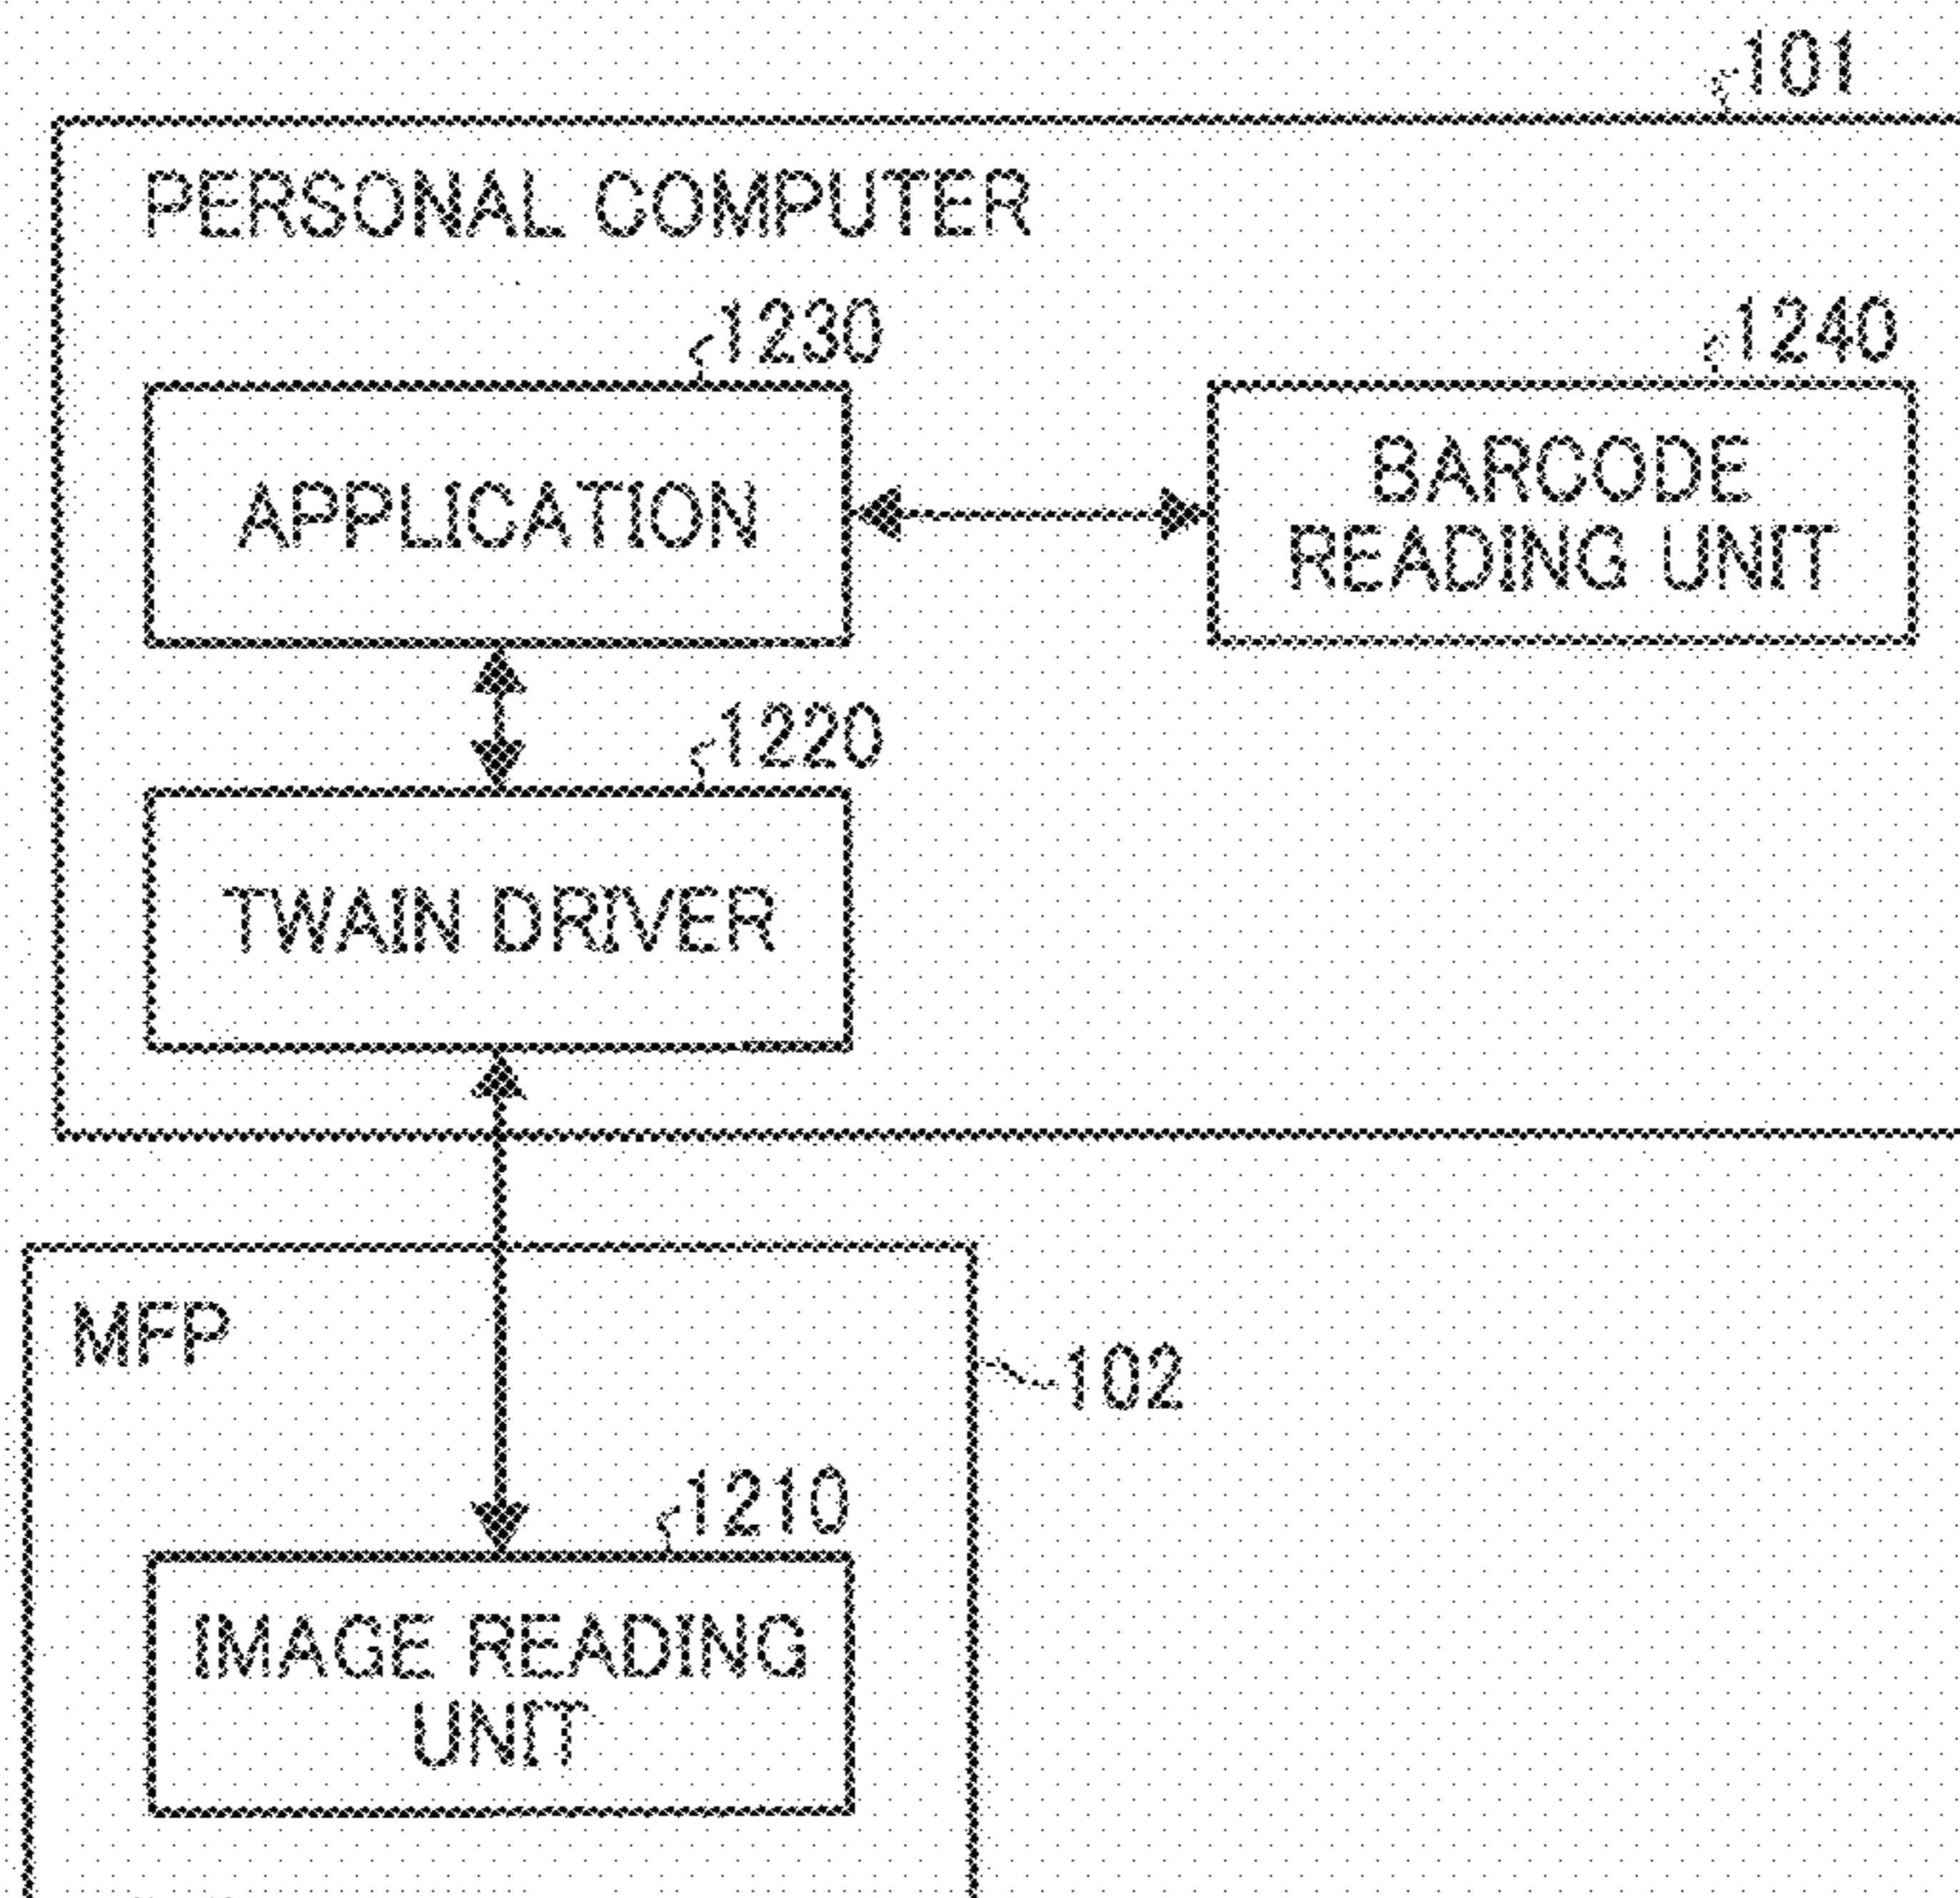 101
PERSONAL COMPUTER
1230
1240
APPLICATION
BARCODE
READING UNIT
1220
TWAIN DRIVER
MFP
102
1210
IMAGE READING
UNIT